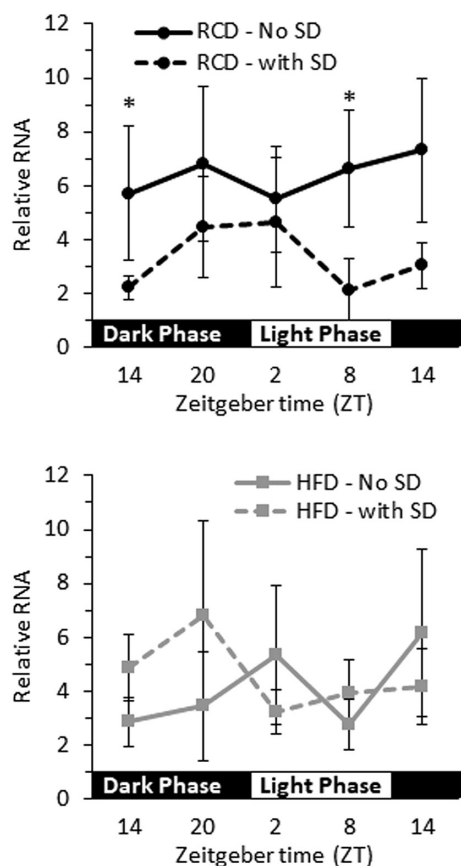 12
RCD - No SD
RCD - with SD
10
*
*
8
Relative RNA
6
4
2
Dark Phase
Light Phase
0
14
20
2
8
14
Zeitgeber time (ZT)
12
HFD - No SD
HFD - with SD
10
8
Relative RNA
6
4
2
Dark Phase
Light Phase
0
14
20
2
8
14
Zeitgeber time (ZT)